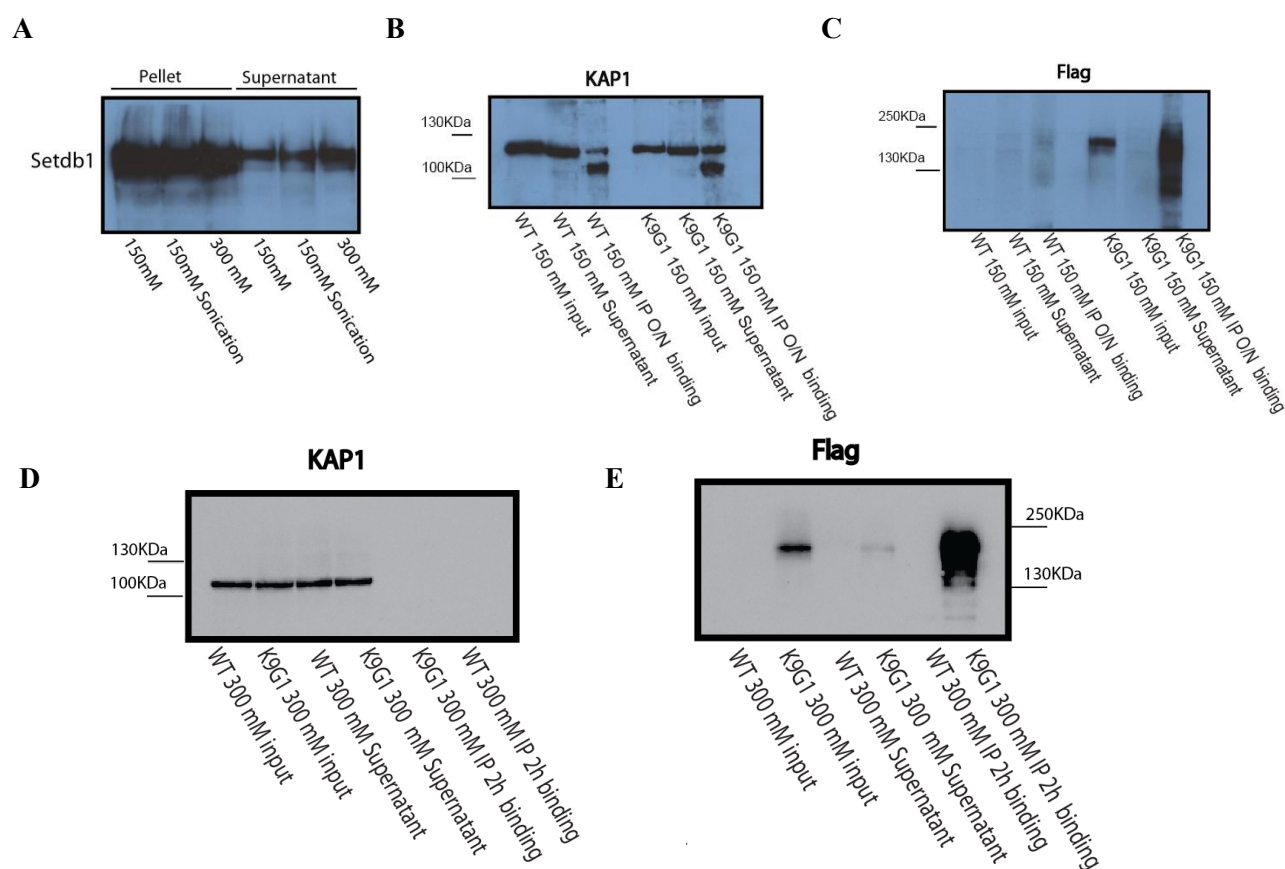 A
B
C
Pellet
Supernatant
Setdb1
150mM
150mM Sonication
300 mM
150mM
150mM Sonication
300 mM
KAP1
130KDa
100KDa
WT 150 mM input
WT 150 mM Supernatant
WT 150 mM IP O/N binding
K9G1 150 mM input
K9G1 150 mM Supernatant
K9G1 150 mM IP O/N binding
Flag
250KDa
130KDa
WT 150 mM input
WT 150 mM Supernatant
WT 150 mM IP O/N binding
K9G1 150 mM input
K9G1 150 mM Supernatant
K9G1 150 mM IP O/N binding
D
KAP1
130KDa
100KDa
WT 300 mM input
K9G1 300 mM input
WT 300 mM Supernatant
K9G1 300 mM Supernatant
K9G1 300 mM IP 2h binding
WT 300 mM IP 2h binding
E
Flag
250KDa
130KDa
WT 300 mM input
K9G1 300 mM input
WT 300 mM Supernatant
K9G1 300 mM Supernatant
WT 300 mM IP 2h binding
K9G1 300 mM IP 2h binding